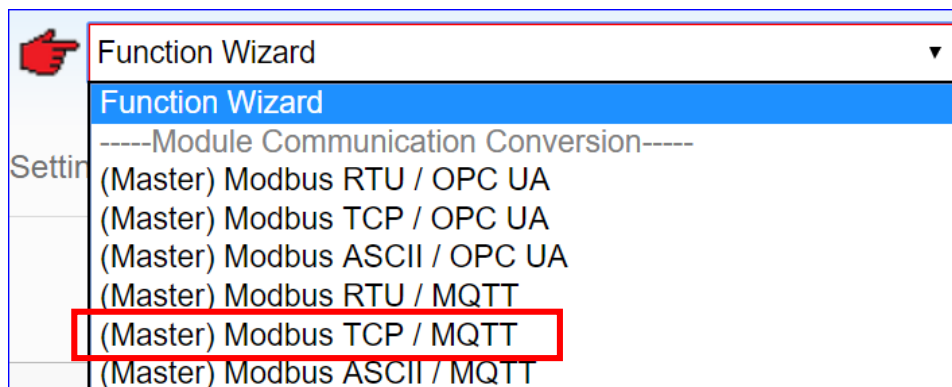 Function Wizard
Function Wizard
-----Module Communication Conversion-----
Settin
(Master) Modbus RTU / OPC UA
(Master) Modbus TCP / OPC UA
(Master) Modbus ASCII / OPC UA
(Master) Modbus RTU / MQTT
(Master) Modbus TCP / MQTT
(Master) Modbus ASCII / MQTT